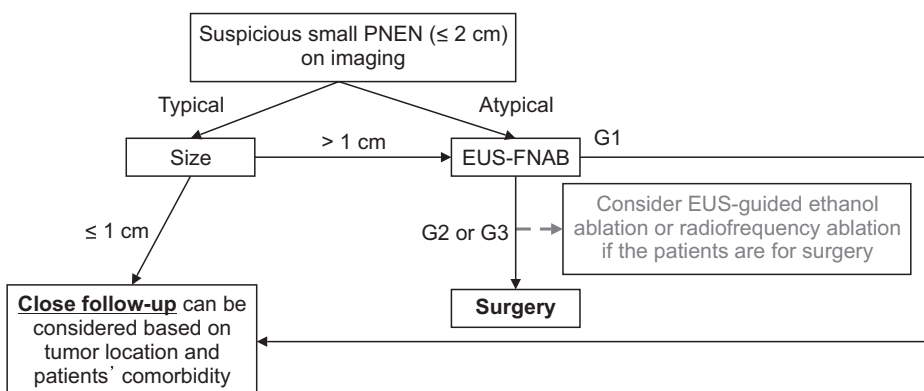 Suspicious small PNEN (≤ 2 cm)
on imaging
Typical
Atypical
Size
> 1 cm
EUS-FNAB
G1
≤ 1 cm
G2 or G3
Consider EUS-guided ethanol
ablation or radiofrequency ablation
if the patients are for surgery
Close follow-up can be
considered based on
tumor location and
patients’ comorbidity
Surgery